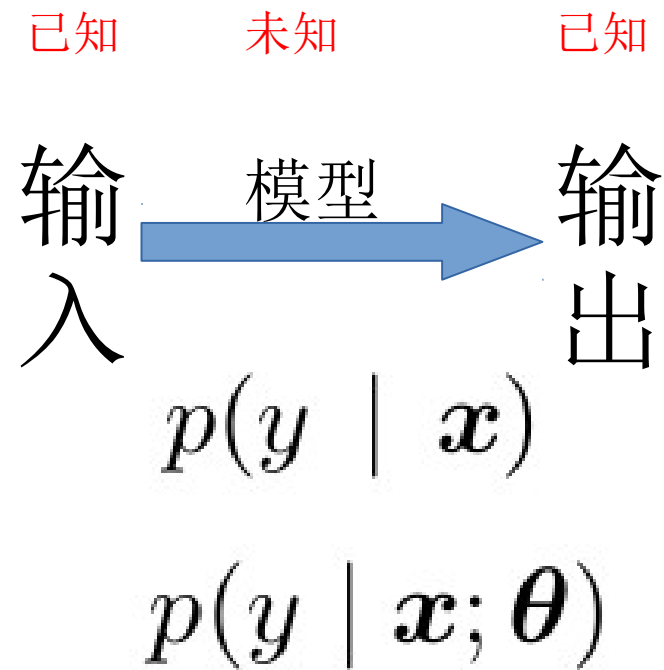 已知 未知 已知
输入 模型 输出
p(y | x)
p(y | x; θ)